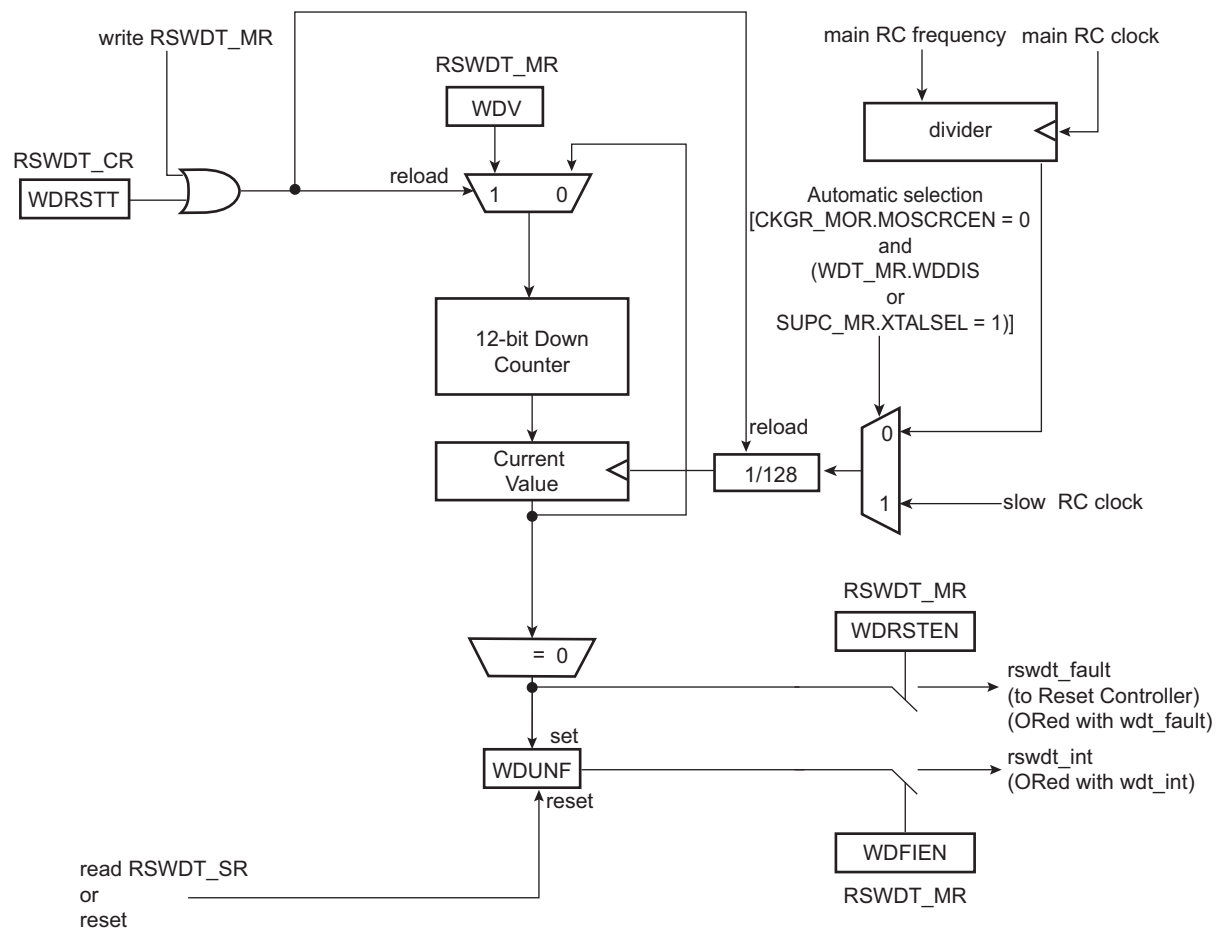 write RSWDT_MR
main RC frequency
main RC clock
RSWDT_MR
WDV
divider
RSWDT_CR
WDRSTT
reload
1
0
Automatic selection
[CKGR_MOR.MOSCRCEN = 0
and
(WDT_MR.WDDIS
or
SUPC_MR.XTALSEL = 1)]
12-bit Down
Counter
reload
0
Current
Value
1/128
1
slow RC clock
RSWDT_MR
WDRSTEN
= 0
rswdt_fault
(to Reset Controller)
(ORed with wdt_fault)
set
WDUNF
rswdt_int
(ORed with wdt_int)
reset
WDFIEN
RSWDT_MR
read RSWDT_SR
or
reset